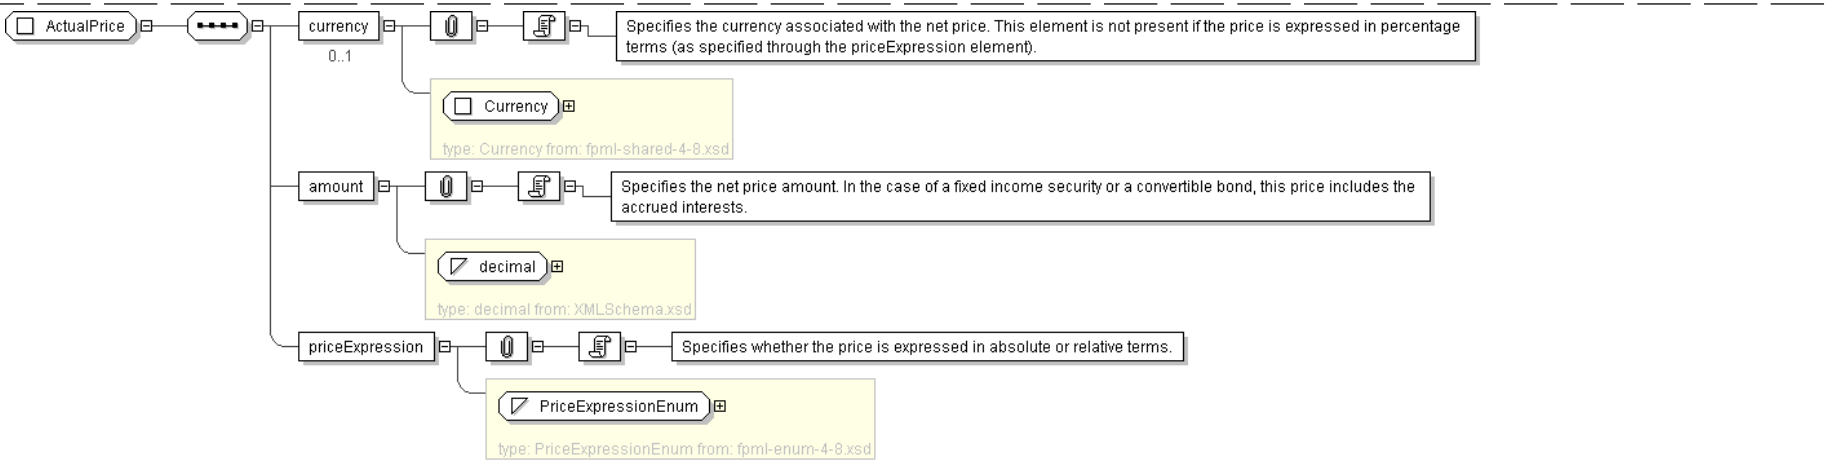 ActualPrice
currency
0..1
Specifies the currency associated with the net price. This element is not present if the price is expressed in percentage
terms (as specified through the priceExpression element).
Currency
type: Currency from: fpml-shared-4-8.xsd
amount
Specifies the net price amount. In the case of a fixed income security or a convertible bond, this price includes the
accrued interests.
decimal
type: decimal from: XMLSchema.xsd
priceExpression
Specifies whether the price is expressed in absolute or relative terms.
PriceExpressionEnum
type: PriceExpressionEnum from: fpml-enum-4-8.xsd